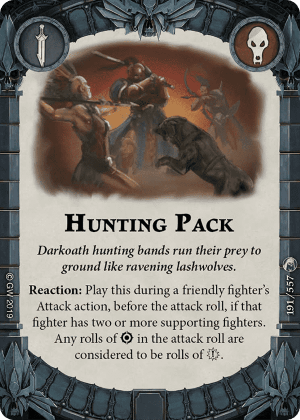 HUNTING PACK
Darkoath hunting bands run their prey to
ground like ravening lashwolves.
Reaction: Play this during a friendly fighter's
Attack action, before the attack roll, if that
fighter has two or more supporting fighters.
Any rolls of in the attack roll are
considered to be rolls of .
© GW 2019
191/557